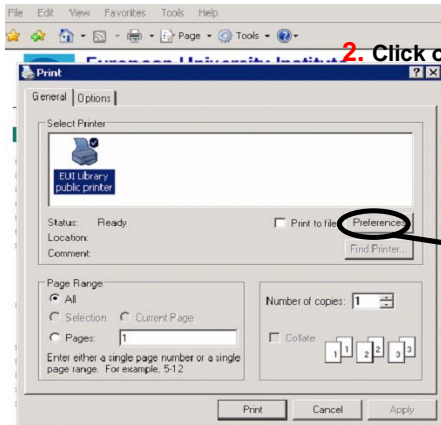 File Edit View Favorites Tools Help
Page Tools
European University Institute
2. Click o
Print
General Options
Select Printer
EUI Library
public printer
Status: Ready
Location:
Comment:
Print to file
Preferences
Find Printer...
Page Range
All
Selection Current Page
Pages: 1
Enter either a single page number or a single
page range. For example, 5-12
Number of copies: 1
Collate
1 1 2 2 3 3
Print Cancel Apply